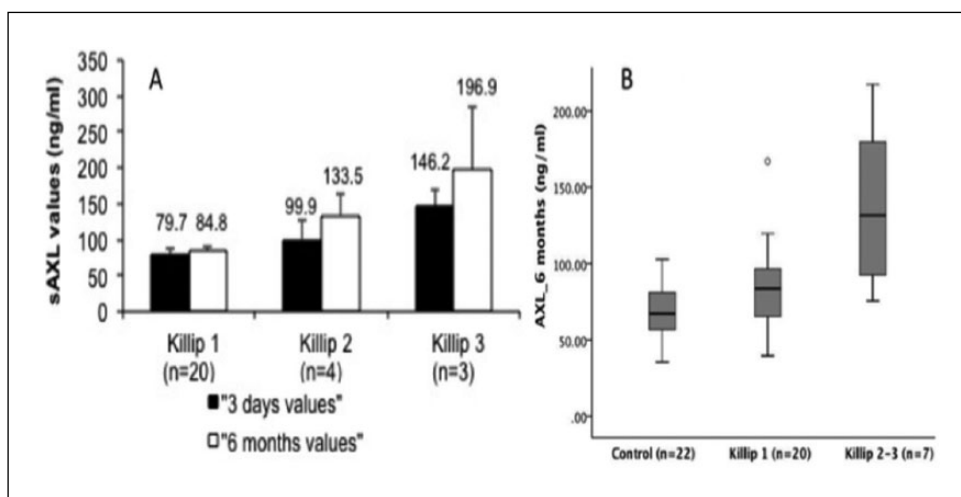 A
sAXL values (ng/ml)
350
300
250
200
150
100
50
0
79.7 84.8
99.9 133.5
146.2 196.9
Killip 1 Killip 2 Killip 3
(n=20) (n=4) (n=3)
"3 days values"
"6 months values"
B
AXL_6 months (ng/ml)
200.00
150.00
100.00
50.00
.00
Control (n=22) Killip 1 (n=20) Killip 2-3 (n=7)